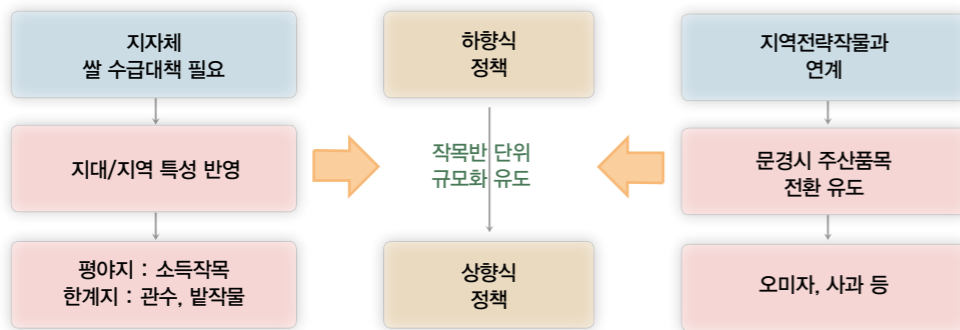 지자체
쌀 수급대책 필요
지대/지역 특성 반영
평야지 : 소득작목
한계지 : 관수, 밭작물
하향식
정책
작목반 단위
규모화 유도
상향식
정책
지역전략작물과
연계
문경시 주산품목
전환 유도
오미자, 사과 등